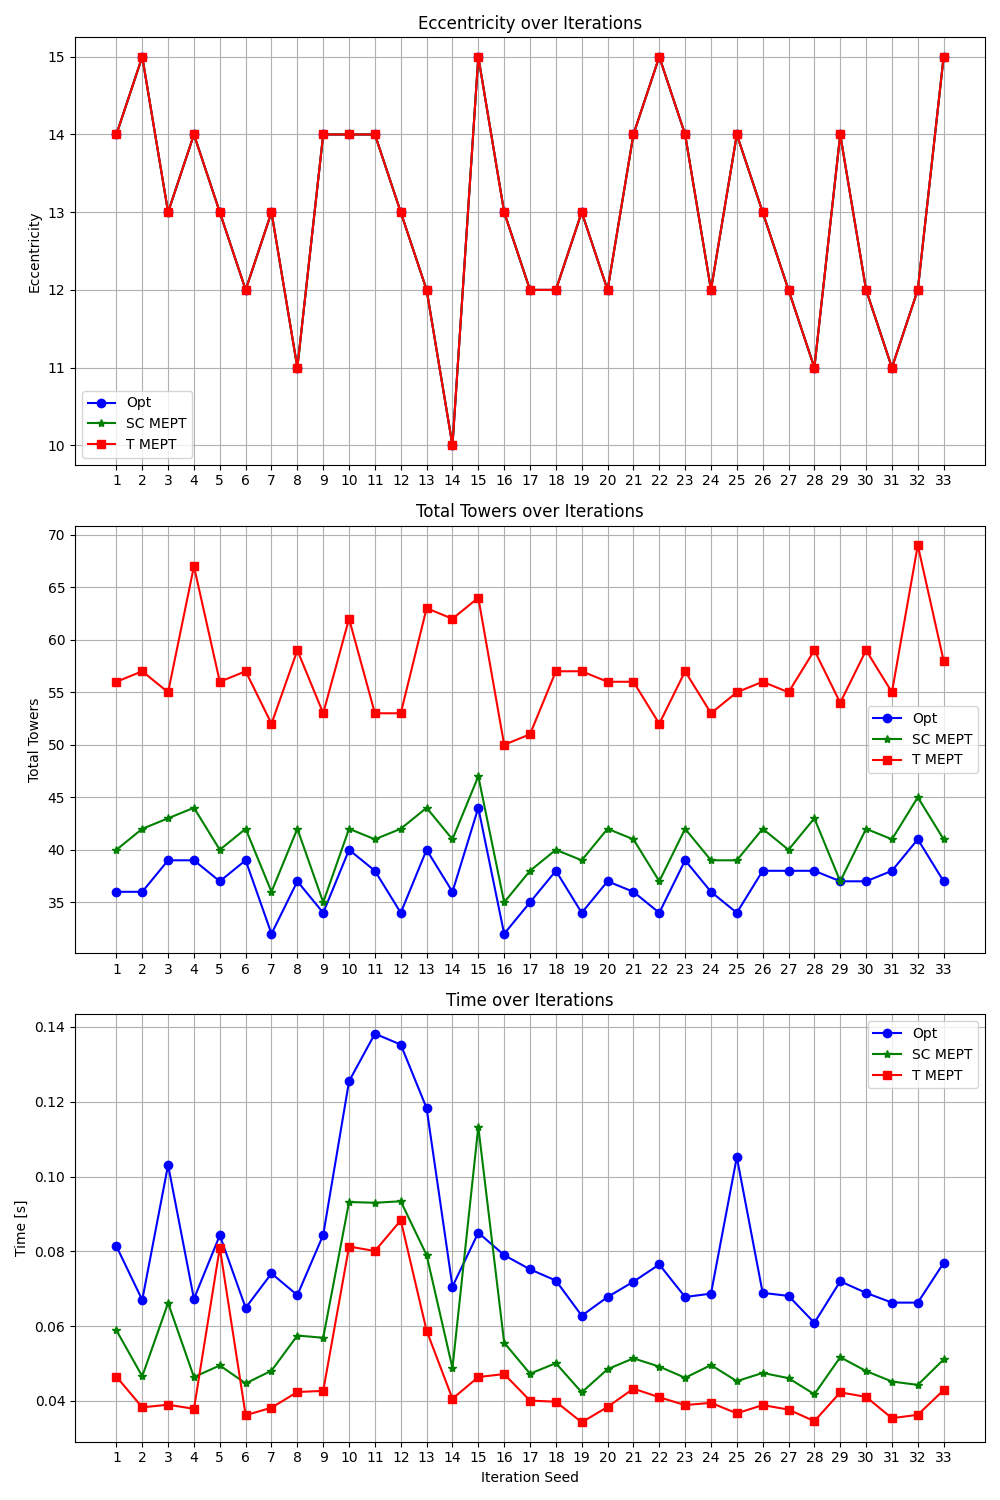 Eccentricity over Iterations
15
14
13
12
11
10
Eccentricity
Opt
SC MEPT
T MEPT
1 2 3 4 5 6 7 8 9 10 11 12 13 14 15 16 17 18 19 20 21 22 23 24 25 26 27 28 29 30 31 32 33
Total Towers over Iterations
70
65
60
55
50
45
40
35
Total Towers
Opt
SC MEPT
T MEPT
1 2 3 4 5 6 7 8 9 10 11 12 13 14 15 16 17 18 19 20 21 22 23 24 25 26 27 28 29 30 31 32 33
Time over Iterations
0.14
0.12
0.10
0.08
0.06
0.04
Time [s]
Opt
SC MEPT
T MEPT
1 2 3 4 5 6 7 8 9 10 11 12 13 14 15 16 17 18 19 20 21 22 23 24 25 26 27 28 29 30 31 32 33
Iteration Seed